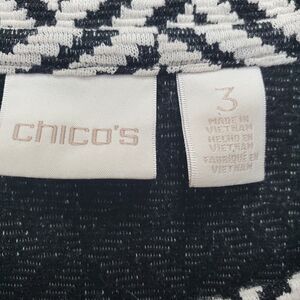 chico's
3
MADE IN
VIETNAM
HECHO EN
VIETNAM
FABRIQUÉ EN
VIETNAM